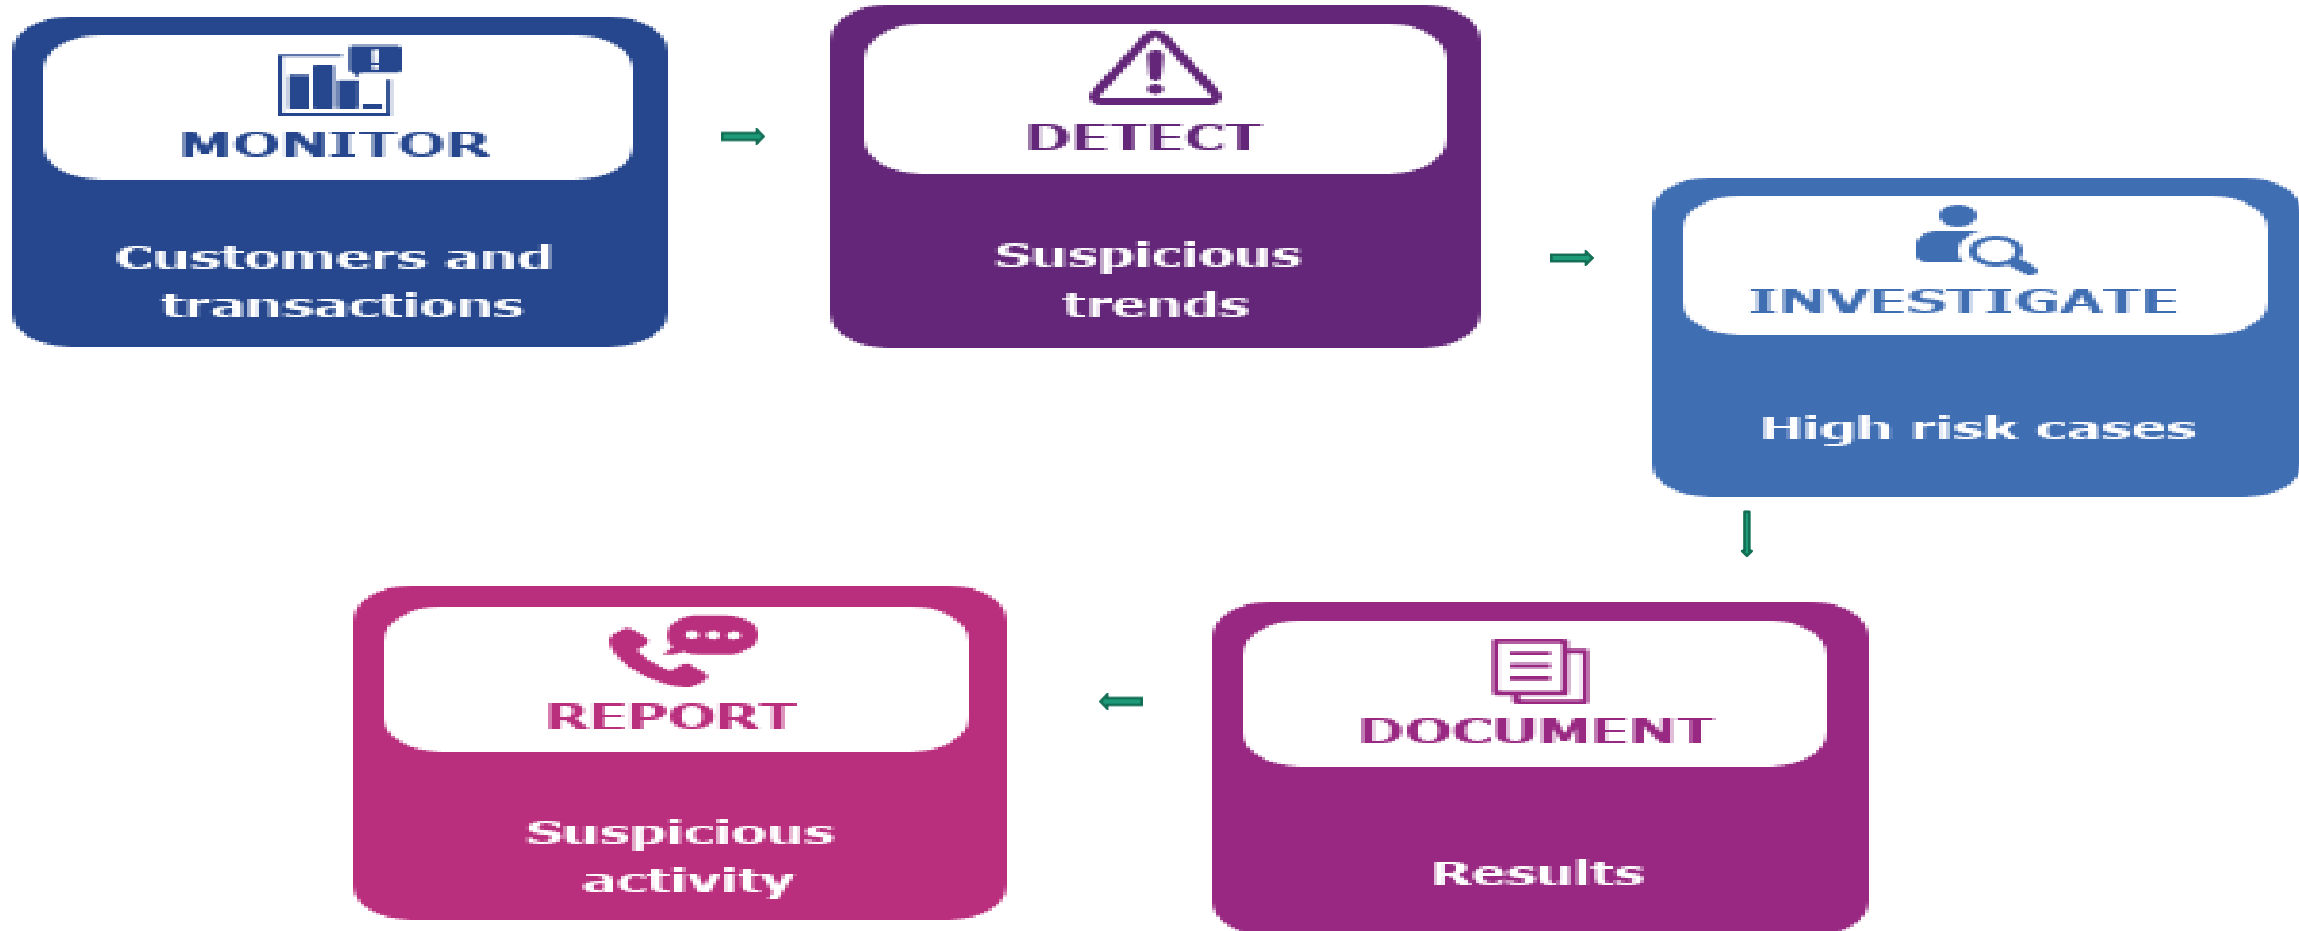 MONITOR
Customers and
transactions
DETECT
Suspicious
trends
INVESTIGATE
High risk cases
DOCUMENT
Results
REPORT
Suspicious
activity